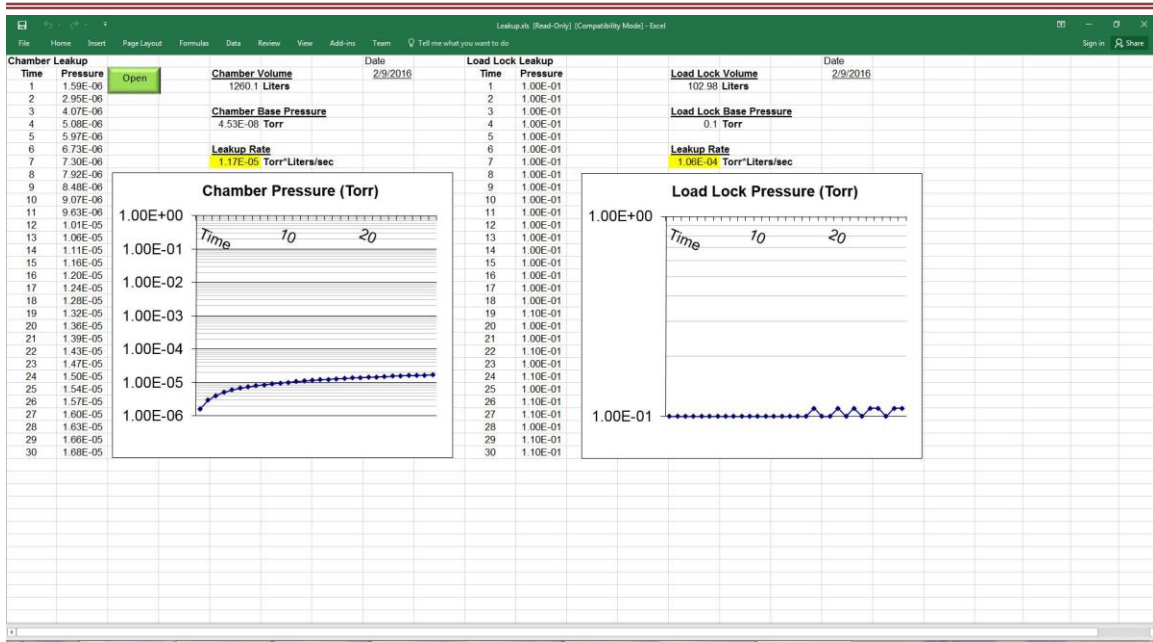 Leakup.xls [Read-Only] [Compatibility Mode] - Excel
File Home Insert Page Layout Formulas Data Review View Add-ins Team Tell me what you want to do Sign in Share
Chamber Leakup Date Load Lock Leakup Date
Time Pressure Open Chamber Volume 2/9/2016 Time Pressure Load Lock Volume 2/9/2016
1 1.59E-06 1260.1 Liters 1 1.00E-01 102.98 Liters
2 2.95E-06 2 1.00E-01
3 4.07E-06 Chamber Base Pressure 3 1.00E-01 Load Lock Base Pressure
4 5.08E-06 4.53E-08 Torr 4 1.00E-01 0.1 Torr
5 5.97E-06 5 1.00E-01
6 6.73E-06 Leakup Rate 6 1.00E-01 Leakup Rate
7 7.30E-06 1.17E-05 Torr*Liters/sec 7 1.00E-01 1.06E-04 Torr*Liters/sec
8 7.92E-06 8 1.00E-01
9 8.48E-06 9 1.00E-01
10 9.07E-06 10 1.00E-01
11 9.63E-06 11 1.00E-01
12 1.01E-05 12 1.00E-01
13 1.06E-05 13 1.00E-01
14 1.11E-05 14 1.00E-01
15 1.16E-05 15 1.00E-01
16 1.20E-05 16 1.00E-01
17 1.24E-05 17 1.00E-01
18 1.28E-05 18 1.00E-01
19 1.32E-05 19 1.10E-01
20 1.36E-05 20 1.00E-01
21 1.39E-05 21 1.00E-01
22 1.43E-05 22 1.10E-01
23 1.47E-05 23 1.00E-01
24 1.50E-05 24 1.10E-01
25 1.54E-05 25 1.00E-01
26 1.57E-05 26 1.10E-01
27 1.60E-05 27 1.10E-01
28 1.63E-05 28 1.00E-01
29 1.66E-05 29 1.10E-01
30 1.68E-05 30 1.10E-01
Chamber Pressure (Torr)
1.00E+00
Time 10 20
1.00E-01
1.00E-02
1.00E-03
1.00E-04
1.00E-05
1.00E-06
Load Lock Pressure (Torr)
1.00E+00
Time 10 20
1.00E-01